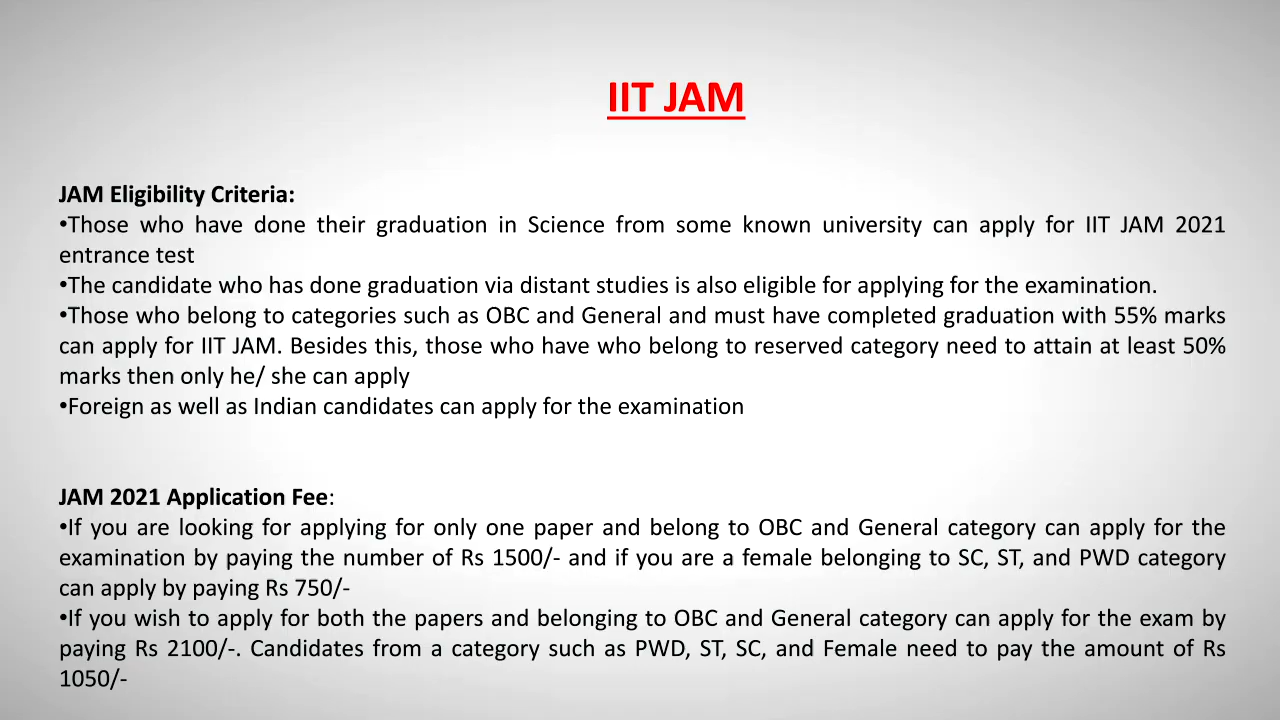 IIT JAM
JAM Eligibility Criteria:
•Those who have done their graduation in Science from some known university can apply for IIT JAM 2021
entrance test
•The candidate who has done graduation via distant studies is also eligible for applying for the examination.
•Those who belong to categories such as OBC and General and must have completed graduation with 55% marks
can apply for IIT JAM. Besides this, those who have who belong to reserved category need to attain at least 50%
marks then only he/ she can apply
•Foreign as well as Indian candidates can apply for the examination
JAM 2021 Application Fee:
•If you are looking for applying for only one paper and belong to OBC and General category can apply for the
examination by paying the number of Rs 1500/- and if you are a female belonging to SC, ST, and PWD category
can apply by paying Rs 750/-
•If you wish to apply for both the papers and belonging to OBC and General category can apply for the exam by
paying Rs 2100/-. Candidates from a category such as PWD, ST, SC, and Female need to pay the amount of Rs
1050/-